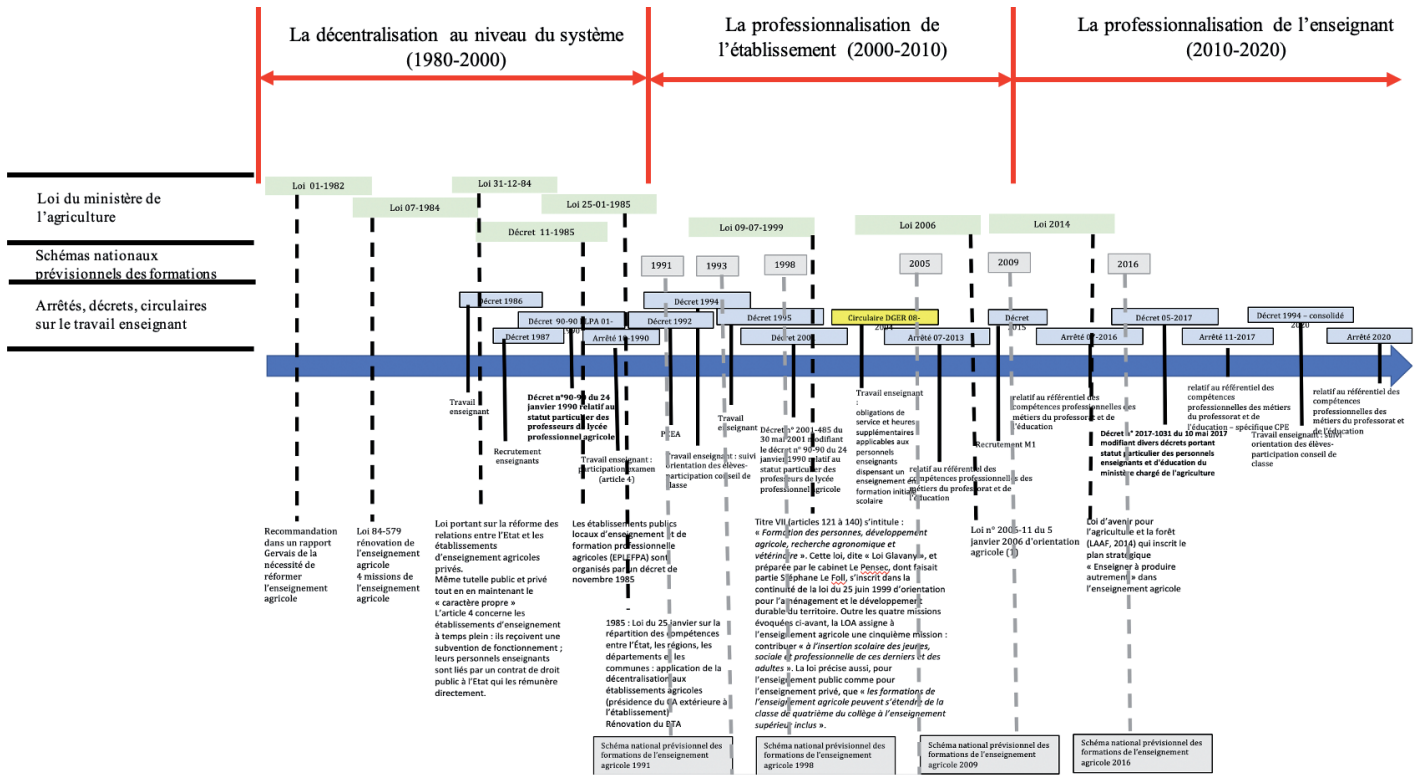 La décentralisation au niveau du système
(1980-2000)
La professionnalisation de
l'établissement (2000-2010)
La professionnalisation de l'enseignant
(2010-2020)
Loi du ministère de
l'agriculture
Loi 01-1982
Loi 07-1984
Loi 31-12-84
Décret 11-1985
Loi 25-01-1985
Loi 09-07-1999
Loi 2006
Loi 2014
Schémas nationaux
prévisionnels des formations
1991
1993
1998
2005
2009
2016
Arrêtés, décrets, circulaires
sur le travail enseignant
Décret 1986
Décret 1987
Décret 90-90 PLPA 01-
1990
Arrêté 10-1990
Décret 1992
Décret 1994
Décret 1995
Décret 200
Circulaire DGER 08-
2004
Arrêté 07-2013
Décret
2015
Arrêté 07-2016
Décret 05-2017
Arrêté 11-2017
Décret 1994 – consolidé
2020
Arrêté 2020
Travail
enseignant
Recrutement
enseignants
Décret n°90-90 du 24
janvier 1990 relatif au
statut particulier des
professeurs de lycée
professionnel agricole
Travail enseignant :
participation examen
(article 4)
Travail enseignant : suivi
orientation des élèves-
participation conseil de
classe
Travail
enseignant
Décret n° 2001-485 du
30 mai 2001 modifiant
le décret n° 90-90 du 24
janvier 1990 relatif au
statut particulier des
professeurs de lycée
professionnel agricole
Travail enseignant
:
obligations de
service et heures
supplémentaires
applicables aux
personnels
enseignants
dispensant un
enseignement en
formation initiale
scolaire
relatif au référentiel des
compétences professionnelles des
métiers du professorat et de
l'éducation
Recrutement M1
relatif au référentiel des
compétences professionnelles des
métiers du professorat et de
l'éducation
Décret n° 2017-1031 du 10 mai 2017
modifiant divers décrets portant
statut particulier des personnels
enseignants et d'éducation du
ministère chargé de l'agriculture
relatif au référentiel des
compétences
professionnelles des métiers
du professorat et de
l'éducation – spécifique CPE
Travail enseignant : suivi
orientation des élèves-
participation conseil de
classe
relatif au référentiel des
compétences
professionnelles des
métiers du professorat et
de l'éducation
Recommandation
dans un rapport
Gervais de la
nécessité de
réformer
l'enseignement
agricole
Loi 84-579
rénovation de
l'enseignement
agricole
4 missions de
l'enseignement
agricole
Loi portant sur la réforme des
relations entre l'Etat et les
établissements
d'enseignement agricoles
privés.
Même tutelle public et privé
tout en en maintenant le
« caractère propre »
L'article 4 concerne les
établissements d'enseignement
à temps plein : ils reçoivent une
subvention de fonctionnement ;
leurs personnels enseignants
sont liés par un contrat de droit
public à l'Etat qui les rémunère
directement.
Les établissements publics
locaux d'enseignement et de
formation professionnelle
agricoles (EPLEFPA) sont
organisés par un décret de
novembre 1985
1985 : Loi du 25 janvier sur la
répartition des compétences
entre l'État, les régions, les
départements et les
communes : application de la
décentralisation aux
établissements agricoles
(présidence du CA extérieure à
l'établissement)
Rénovation du BTA
Titre VII (articles 121 à 140) s'intitule :
« Formation des personnes, développement
agricole, recherche agronomique et
vétérinaire ». Cette loi, dite « Loi Glavany », et
préparée par le cabinet Le Pensec, dont faisait
partie Stéphane Le Foll, s'inscrit dans la
continuité de la loi du 25 juin 1999 d'orientation
pour l'aménagement et le développement
durable du territoire. Outre les quatre missions
évoquées ci-avant, la LOA assigne à
l'enseignement agricole une cinquième mission :
contribuer « à l'insertion scolaire des jeunes,
sociale et professionnelle de ces derniers et des
adultes ». La loi précise aussi, pour
l'enseignement public comme pour
l'enseignement privé, que « les formations de
l'enseignement agricole peuvent s'étendre de la
classe de quatrième du collège à l'enseignement
supérieur inclus ».
Loi n° 2006-11 du 5
janvier 2006 d'orientation
agricole (1)
Loi d'avenir pour
l'agriculture et la forêt
(LAAF, 2014) qui inscrit le
plan stratégique
« Enseigner à produire
autrement » dans
l'enseignement agricole
Schéma national prévisionnel des
formations de l'enseignement
agricole 1991
Schéma national prévisionnel des
formations de l'enseignement
agricole 1998
Schéma national prévisionnel des
formations de l'enseignement
agricole 2009
Schéma national prévisionnel des
formations de l'enseignement
agricole 2016